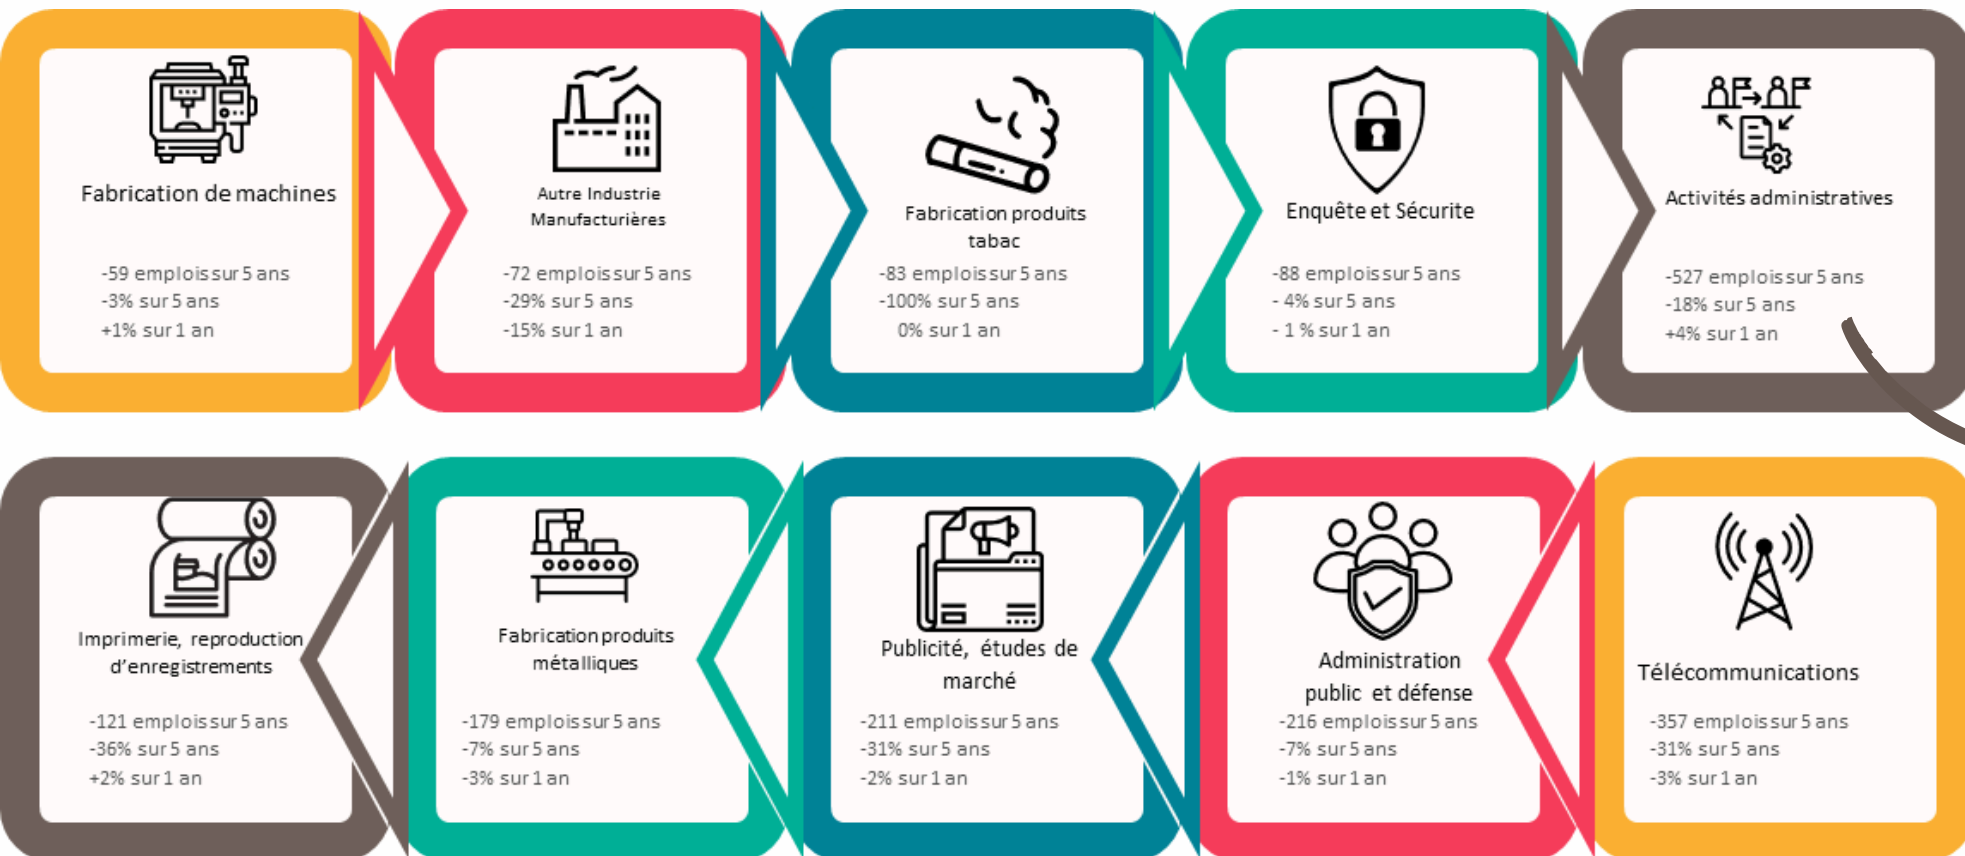 Fabrication de machines
-59 emplois sur 5 ans
-3% sur 5 ans
+1% sur 1 an
Autre Industrie
Manufacturières
-72 emplois sur 5 ans
-29% sur 5 ans
-15% sur 1 an
Fabrication produits
tabac
-83 emplois sur 5 ans
-100% sur 5 ans
0% sur 1 an
Enquête et Sécurite
-88 emplois sur 5 ans
- 4% sur 5 ans
- 1 % sur 1 an
Activités administratives
-527 emplois sur 5 ans
-18% sur 5 ans
+4% sur 1 an
Imprimerie, reproduction
d’enregistrements
-121 emplois sur 5 ans
-36% sur 5 ans
+2% sur 1 an
Fabrication produits
métalliques
-179 emplois sur 5 ans
-7% sur 5 ans
-3% sur 1 an
Publicité, études de
marché
-211 emplois sur 5 ans
-31% sur 5 ans
-2% sur 1 an
Administration
public et défense
-216 emplois sur 5 ans
-7% sur 5 ans
-1% sur 1 an
Télécommunications
-357 emplois sur 5 ans
-31% sur 5 ans
-3% sur 1 an